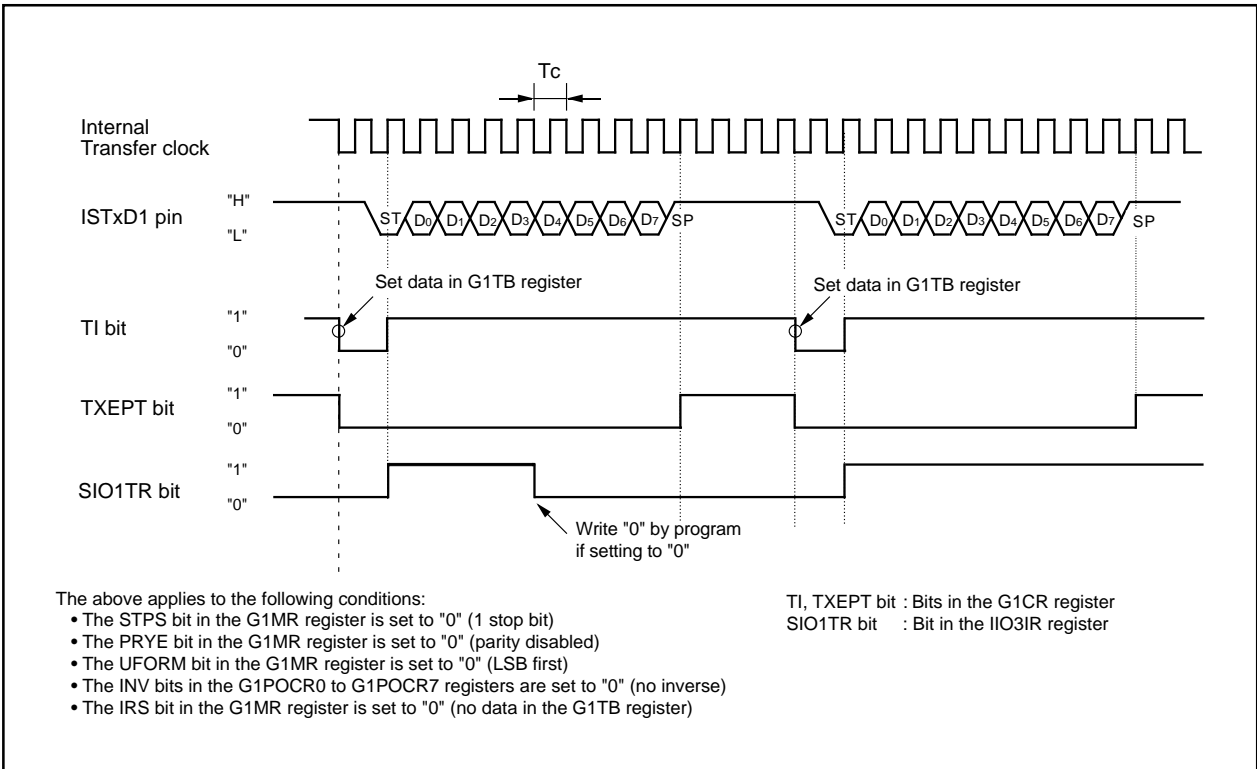 Tc
Internal
Transfer clock
ISTxD1 pin
"H"
"L"
ST D0 D1 D2 D3 D4 D5 D6 D7 SP ST D0 D1 D2 D3 D4 D5 D6 D7 SP
Set data in G1TB register
Set data in G1TB register
TI bit
"1"
"0"
TXEPT bit
"1"
"0"
SIO1TR bit
"1"
"0"
Write "0" by program
if setting to "0"
The above applies to the following conditions:
• The STPS bit in the G1MR register is set to "0" (1 stop bit)
• The PRYE bit in the G1MR register is set to "0" (parity disabled)
• The UFORM bit in the G1MR register is set to "0" (LSB first)
• The INV bits in the G1POCR0 to G1POCR7 registers are set to "0" (no inverse)
• The IRS bit in the G1MR register is set to "0" (no data in the G1TB register)
TI, TXEPT bit : Bits in the G1CR register
SIO1TR bit : Bit in the IIO3IR register